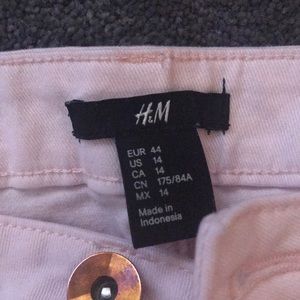 H&M
EUR 44
US 14
CA 14
CN 175/84A
MX 14
Made in
Indonesia